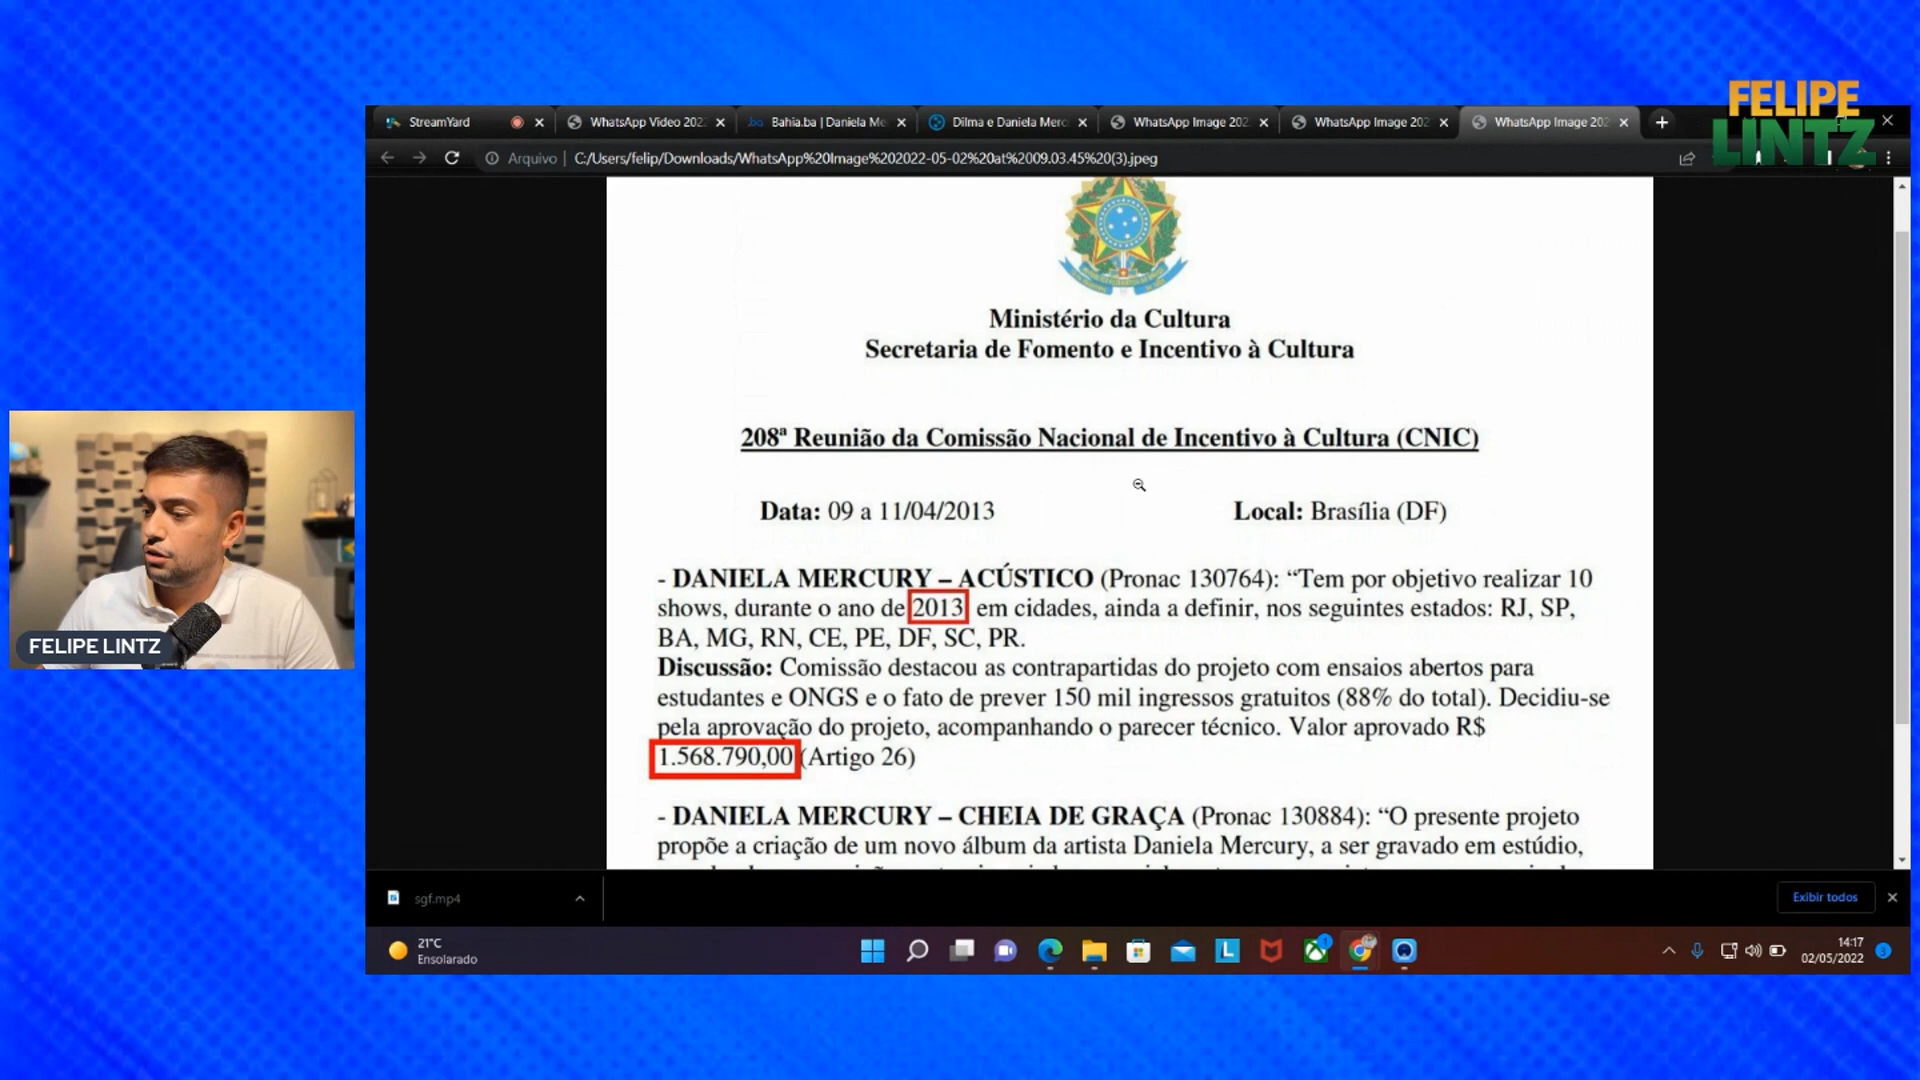 FELIPE
LINTZ
StreamYard
WhatsApp Video 202
Bahia.ba | Daniela Me
Dilma e Daniela Merc
WhatsApp Image 202
WhatsApp Image 202
WhatsApp Image 202
Arquivo
C:/Users/felip/Downloads/WhatsApp%20Image%202022-05-02%20at%2009.03.45%20(3).jpeg
Ministério da Cultura
Secretaria de Fomento e Incentivo à Cultura
208ª Reunião da Comissão Nacional de Incentivo à Cultura (CNIC)
Data: 09 a 11/04/2013 Local: Brasília (DF)
- DANIELA MERCURY – ACÚSTICO (Pronac 130764): “Tem por objetivo realizar 10
shows, durante o ano de 2013 em cidades, ainda a definir, nos seguintes estados: RJ, SP,
BA, MG, RN, CE, PE, DF, SC, PR.
Discussão: Comissão destacou as contrapartidas do projeto com ensaios abertos para
estudantes e ONGS e o fato de prever 150 mil ingressos gratuitos (88% do total). Decidiu-se
pela aprovação do projeto, acompanhando o parecer técnico. Valor aprovado R$
1.568.790,00 (Artigo 26)
- DANIELA MERCURY – CHEIA DE GRAÇA (Pronac 130884): “O presente projeto
propõe a criação de um novo álbum da artista Daniela Mercury, a ser gravado em estúdio,
FELIPE LINTZ
sgf.mp4
Exibir todos
21°C
Ensolarado
14:17
02/05/2022